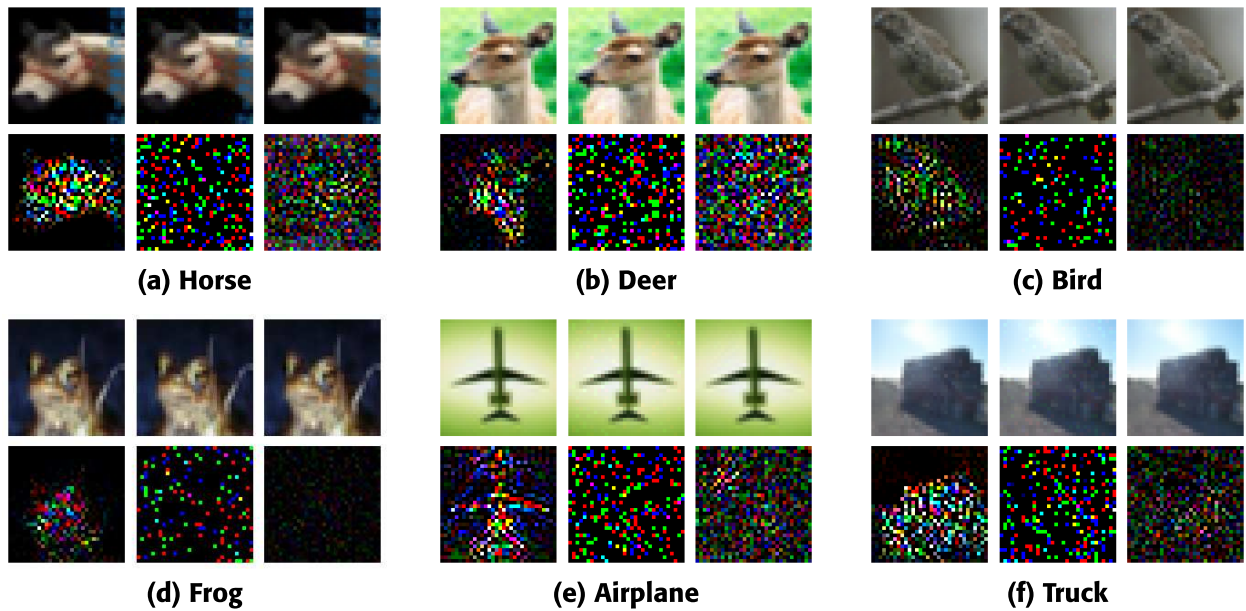 (a) Horse
(b) Deer
(c) Bird
(d) Frog
(e) Airplane
(f) Truck